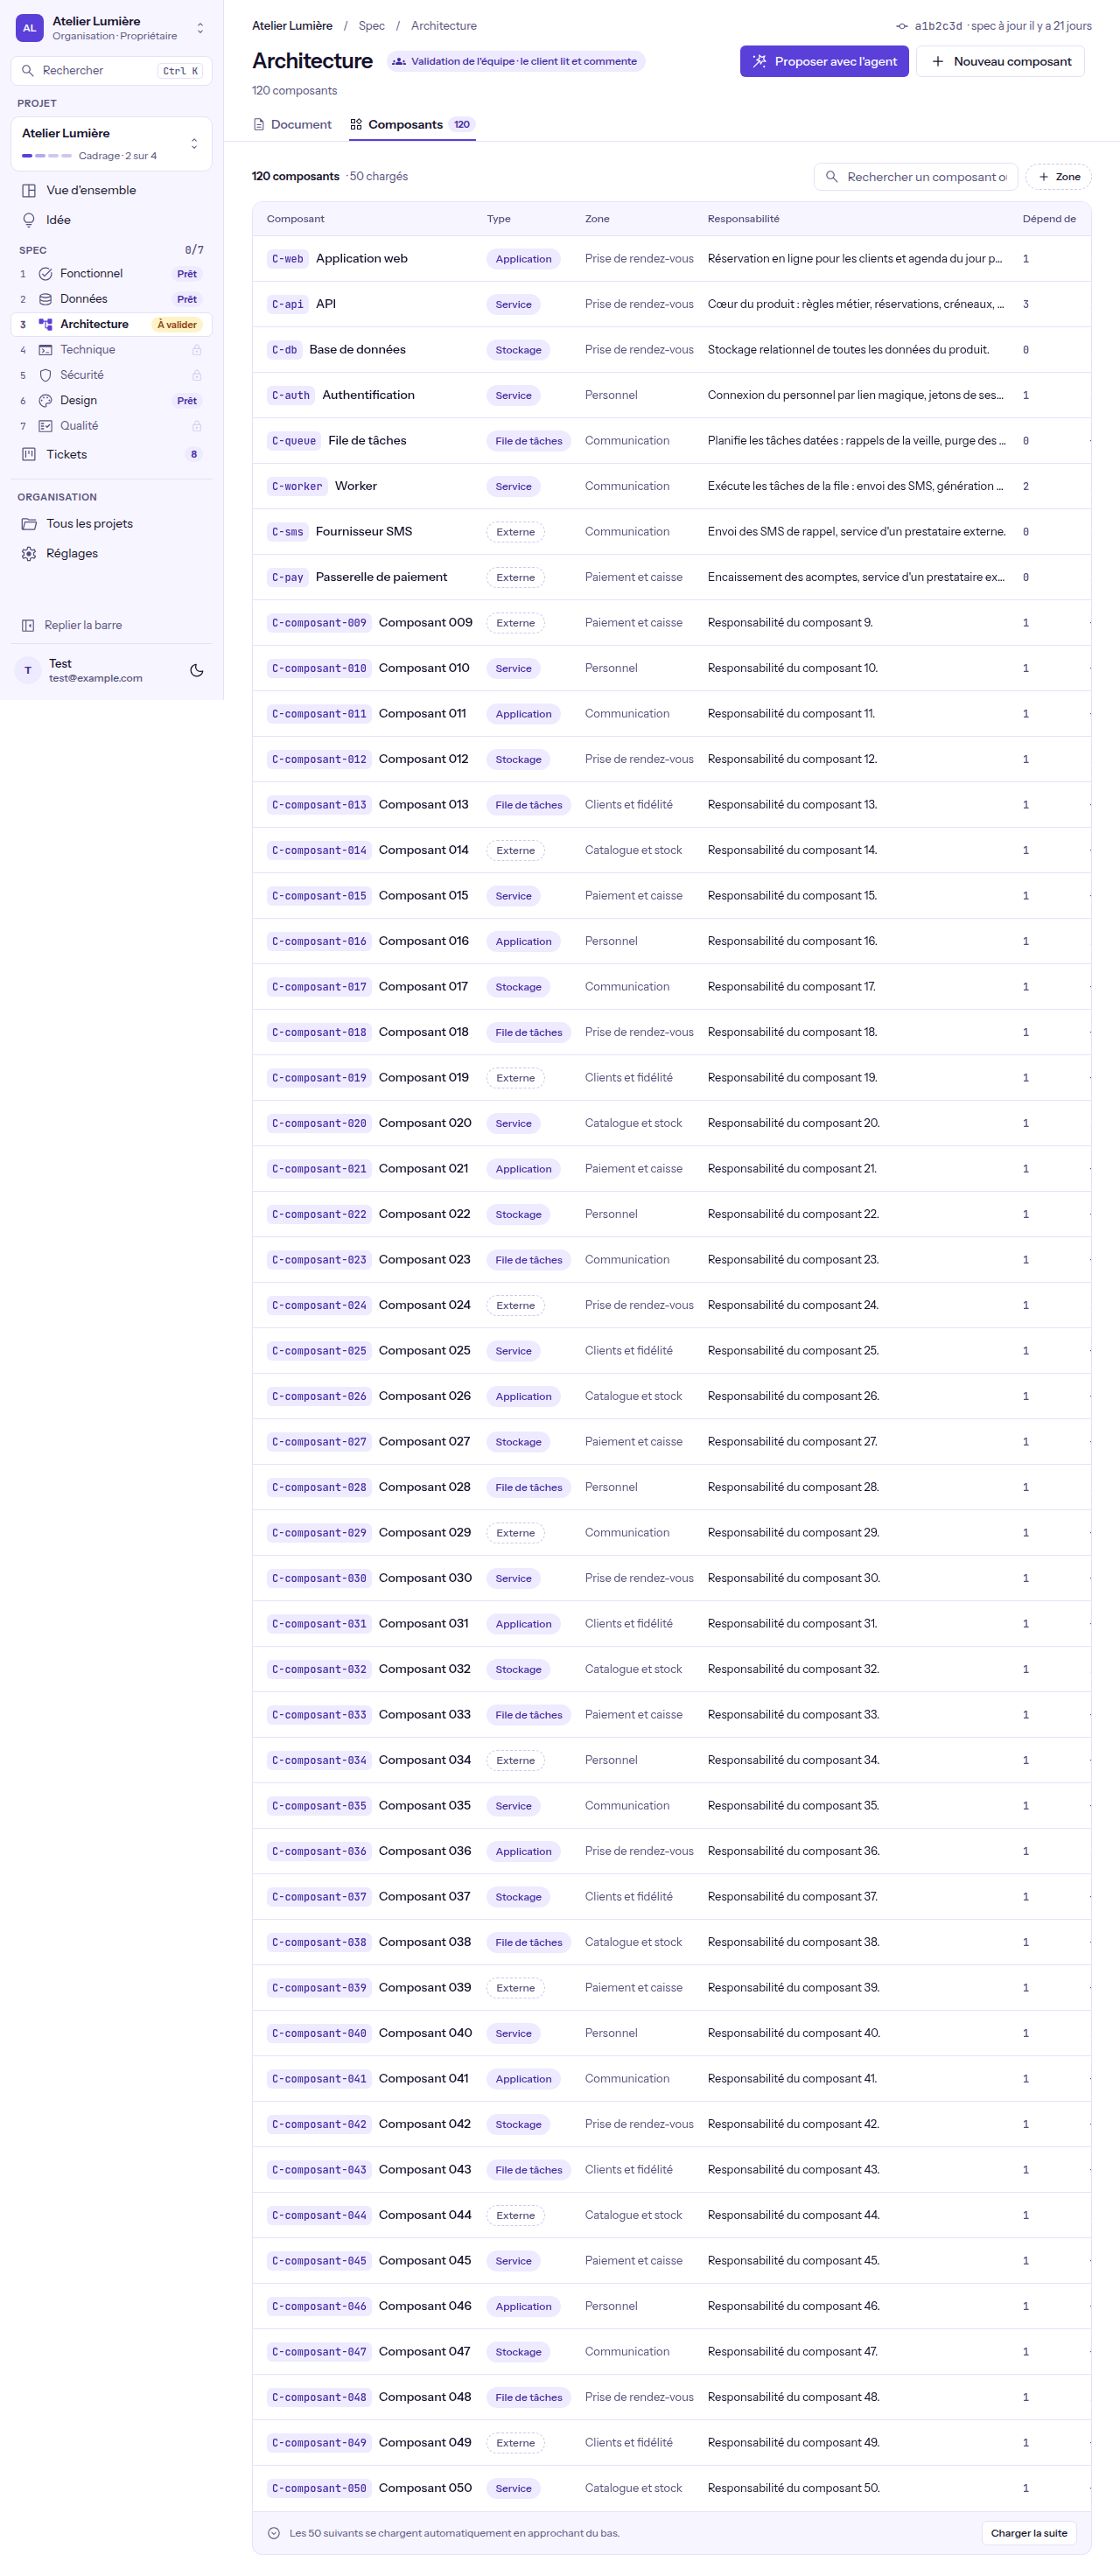 AL
Atelier Lumière
Organisation · Propriétaire
Rechercher
Ctrl K
PROJET
Atelier Lumière
Cadrage · 2 sur 4
Vue d'ensemble
Idée
SPEC 0/7
1 Fonctionnel Prêt
2 Données Prêt
3 Architecture À valider
4 Technique
5 Sécurité
6 Design Prêt
7 Qualité
Tickets 8
ORGANISATION
Tous les projets
Réglages
Replier la barre
T
Test
test@example.com
Atelier Lumière / Spec / Architecture
a1b2c3d · spec à jour il y a 21 jours
Architecture
Validation de l'équipe · le client lit et commente
Proposer avec l'agent
Nouveau composant
120 composants
Document
Composants 120
120 composants · 50 chargés
Rechercher un composant o
Zone
Composant Type Zone Responsabilité Dépend de
C-web Application web Application Prise de rendez-vous Réservation en ligne pour les clients et agenda du jour p… 1
C-api API Service Prise de rendez-vous Cœur du produit : règles métier, réservations, créneaux, … 3
C-db Base de données Stockage Prise de rendez-vous Stockage relationnel de toutes les données du produit. 0
C-auth Authentification Service Personnel Connexion du personnel par lien magique, jetons de ses… 1
C-queue File de tâches File de tâches Communication Planifie les tâches datées : rappels de la veille, purge des … 0
C-worker Worker Service Communication Exécute les tâches de la file : envoi des SMS, génération … 2
C-sms Fournisseur SMS Externe Communication Envoi des SMS de rappel, service d'un prestataire externe. 0
C-pay Passerelle de paiement Externe Paiement et caisse Encaissement des acomptes, service d'un prestataire ex… 0
C-composant-009 Composant 009 Externe Paiement et caisse Responsabilité du composant 9. 1
C-composant-010 Composant 010 Service Personnel Responsabilité du composant 10. 1
C-composant-011 Composant 011 Application Communication Responsabilité du composant 11. 1
C-composant-012 Composant 012 Stockage Prise de rendez-vous Responsabilité du composant 12. 1
C-composant-013 Composant 013 File de tâches Clients et fidélité Responsabilité du composant 13. 1
C-composant-014 Composant 014 Externe Catalogue et stock Responsabilité du composant 14. 1
C-composant-015 Composant 015 Service Paiement et caisse Responsabilité du composant 15. 1
C-composant-016 Composant 016 Application Personnel Responsabilité du composant 16. 1
C-composant-017 Composant 017 Stockage Communication Responsabilité du composant 17. 1
C-composant-018 Composant 018 File de tâches Prise de rendez-vous Responsabilité du composant 18. 1
C-composant-019 Composant 019 Externe Clients et fidélité Responsabilité du composant 19. 1
C-composant-020 Composant 020 Service Catalogue et stock Responsabilité du composant 20. 1
C-composant-021 Composant 021 Application Paiement et caisse Responsabilité du composant 21. 1
C-composant-022 Composant 022 Stockage Personnel Responsabilité du composant 22. 1
C-composant-023 Composant 023 File de tâches Communication Responsabilité du composant 23. 1
C-composant-024 Composant 024 Externe Prise de rendez-vous Responsabilité du composant 24. 1
C-composant-025 Composant 025 Service Clients et fidélité Responsabilité du composant 25. 1
C-composant-026 Composant 026 Application Catalogue et stock Responsabilité du composant 26. 1
C-composant-027 Composant 027 Stockage Paiement et caisse Responsabilité du composant 27. 1
C-composant-028 Composant 028 File de tâches Personnel Responsabilité du composant 28. 1
C-composant-029 Composant 029 Externe Communication Responsabilité du composant 29. 1
C-composant-030 Composant 030 Service Prise de rendez-vous Responsabilité du composant 30. 1
C-composant-031 Composant 031 Application Clients et fidélité Responsabilité du composant 31. 1
C-composant-032 Composant 032 Stockage Catalogue et stock Responsabilité du composant 32. 1
C-composant-033 Composant 033 File de tâches Paiement et caisse Responsabilité du composant 33. 1
C-composant-034 Composant 034 Externe Personnel Responsabilité du composant 34. 1
C-composant-035 Composant 035 Service Communication Responsabilité du composant 35. 1
C-composant-036 Composant 036 Application Prise de rendez-vous Responsabilité du composant 36. 1
C-composant-037 Composant 037 Stockage Clients et fidélité Responsabilité du composant 37. 1
C-composant-038 Composant 038 File de tâches Catalogue et stock Responsabilité du composant 38. 1
C-composant-039 Composant 039 Externe Paiement et caisse Responsabilité du composant 39. 1
C-composant-040 Composant 040 Service Personnel Responsabilité du composant 40. 1
C-composant-041 Composant 041 Application Communication Responsabilité du composant 41. 1
C-composant-042 Composant 042 Stockage Prise de rendez-vous Responsabilité du composant 42. 1
C-composant-043 Composant 043 File de tâches Clients et fidélité Responsabilité du composant 43. 1
C-composant-044 Composant 044 Externe Catalogue et stock Responsabilité du composant 44. 1
C-composant-045 Composant 045 Service Paiement et caisse Responsabilité du composant 45. 1
C-composant-046 Composant 046 Application Personnel Responsabilité du composant 46. 1
C-composant-047 Composant 047 Stockage Communication Responsabilité du composant 47. 1
C-composant-048 Composant 048 File de tâches Prise de rendez-vous Responsabilité du composant 48. 1
C-composant-049 Composant 049 Externe Clients et fidélité Responsabilité du composant 49. 1
C-composant-050 Composant 050 Service Catalogue et stock Responsabilité du composant 50. 1
Les 50 suivants se chargent automatiquement en approchant du bas.
Charger la suite